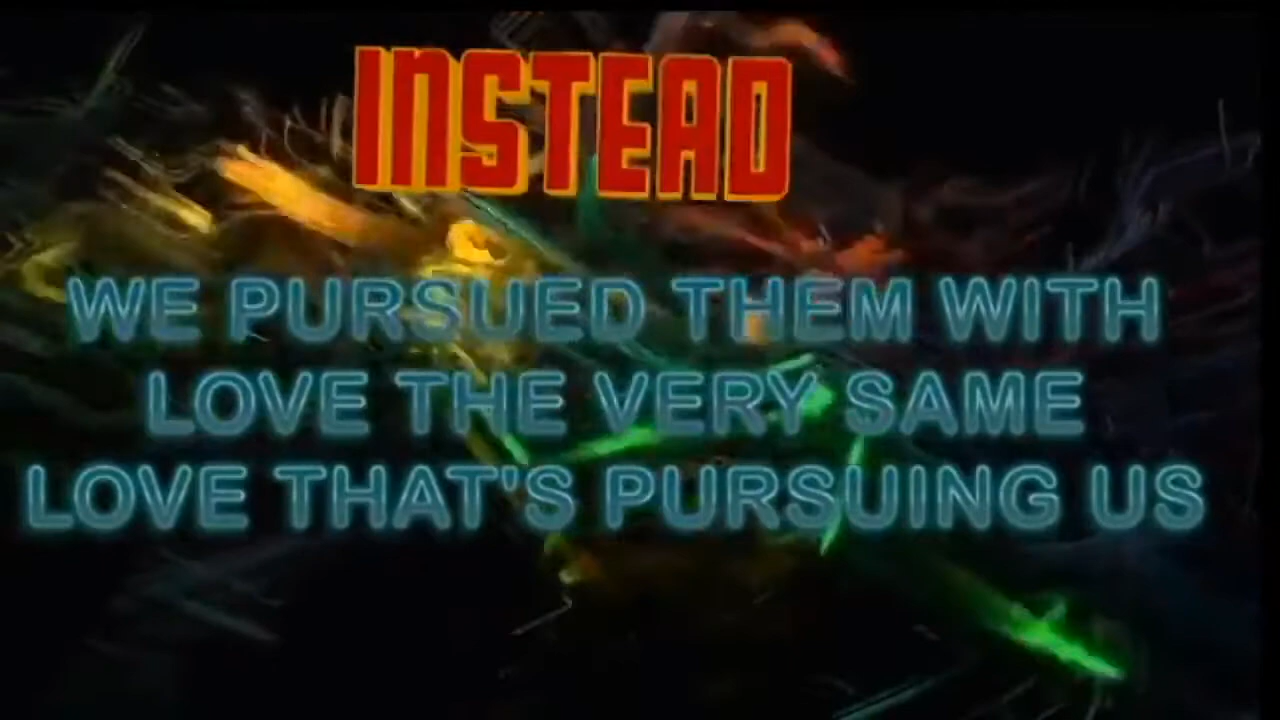 INSTEAD
WE PURSUED THEM WITH
LOVE THE VERY SAME
LOVE THAT'S PURSUING US